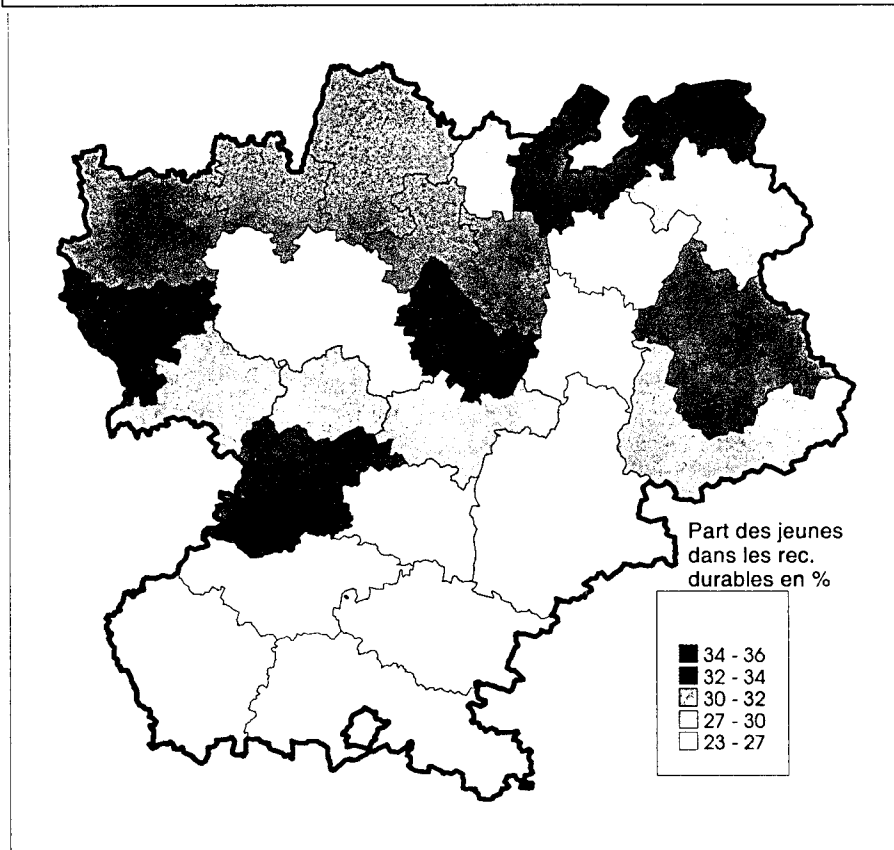 Part des jeunes
dans les rec.
durables en %
34 - 36
32 - 34
30 - 32
27 - 30
23 - 27